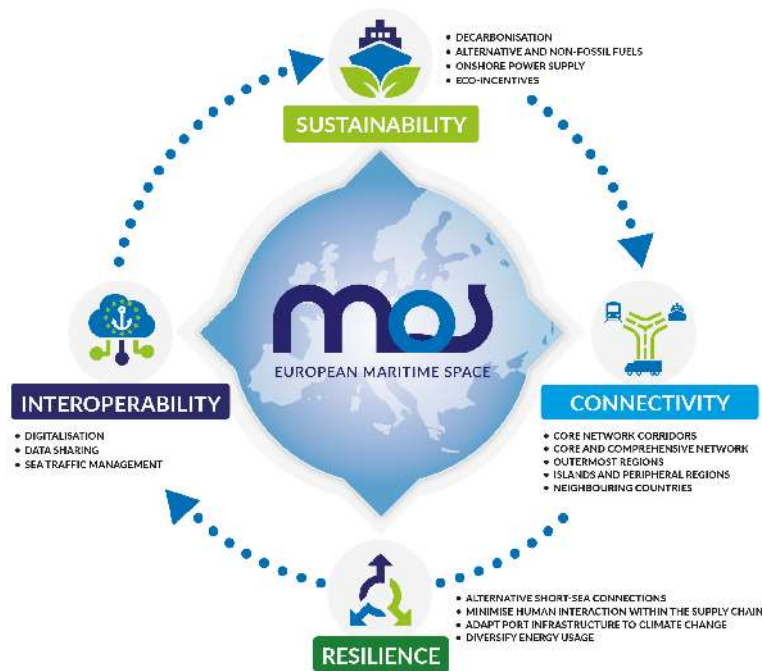 • DECARBONISATION
• ALTERNATIVE AND NON-FOSSIL FUELS
• ONSHORE POWER SUPPLY
• ECO-INCENTIVES
SUSTAINABILITY
mos
EUROPEAN MARITIME SPACE
INTEROPERABILITY
• DIGITALISATION
• DATA SHARING
• SEA TRAFFIC MANAGEMENT
CONNECTIVITY
• CORE NETWORK CORRIDORS
• CORE AND COMPREHENSIVE NETWORK
• OUTERMOST REGIONS
• ISLANDS AND PERIPHERAL REGIONS
• NEIGHBOURING COUNTRIES
• ALTERNATIVE SHORT-SEA CONNECTIONS
• MINIMISE HUMAN INTERACTION WITHIN THE SUPPLY CHAIN
• ADAPT PORT INFRASTRUCTURE TO CLIMATE CHANGE
• DIVERSIFY ENERGY USAGE
RESILIENCE